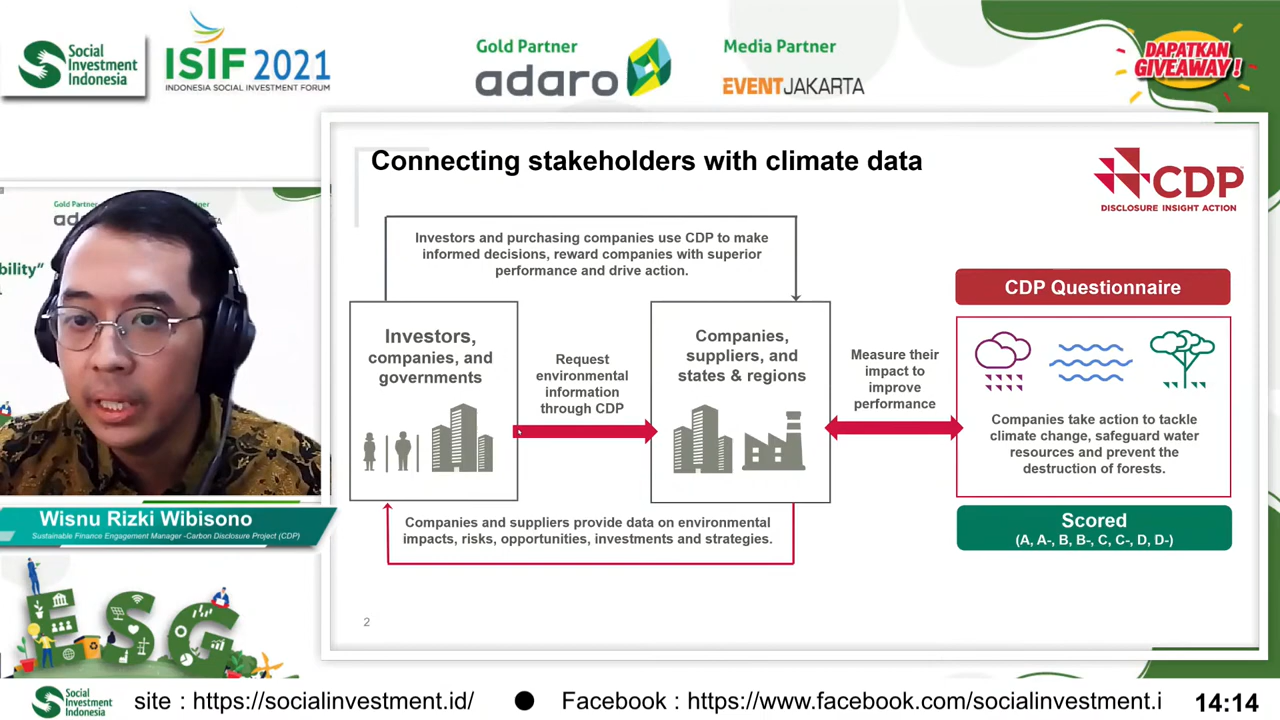 Social
Investment
Indonesia
ISIF 2021
INDONESIA SOCIAL INVESTMENT FORUM
Gold Partner
adaro
Media Partner
EVENTJAKARTA
DAPATKAN
GIVEAWAY !
Connecting stakeholders with climate data
CDP
DISCLOSURE INSIGHT ACTION
Investors and purchasing companies use CDP to make
informed decisions, reward companies with superior
performance and drive action.
Investors,
companies, and
governments
Request
environmental
information
through CDP
Companies,
suppliers, and
states & regions
Measure their
impact to
improve
performance
CDP Questionnaire
Companies take action to tackle
climate change, safeguard water
resources and prevent the
destruction of forests.
Scored
(A, A-, B, B-, C, C-, D, D-)
Companies and suppliers provide data on environmental
impacts, risks, opportunities, investments and strategies.
2
Gold Partner
ad
bility”
Wisnu Rizki Wibisono
Sustainable Finance Engagement Manager -Carbon Disclosure Project (CDP)
ESG
Social
Investment
Indonesia
site : https://socialinvestment.id/ ● Facebook : https://www.facebook.com/socialinvestment.i
14:14